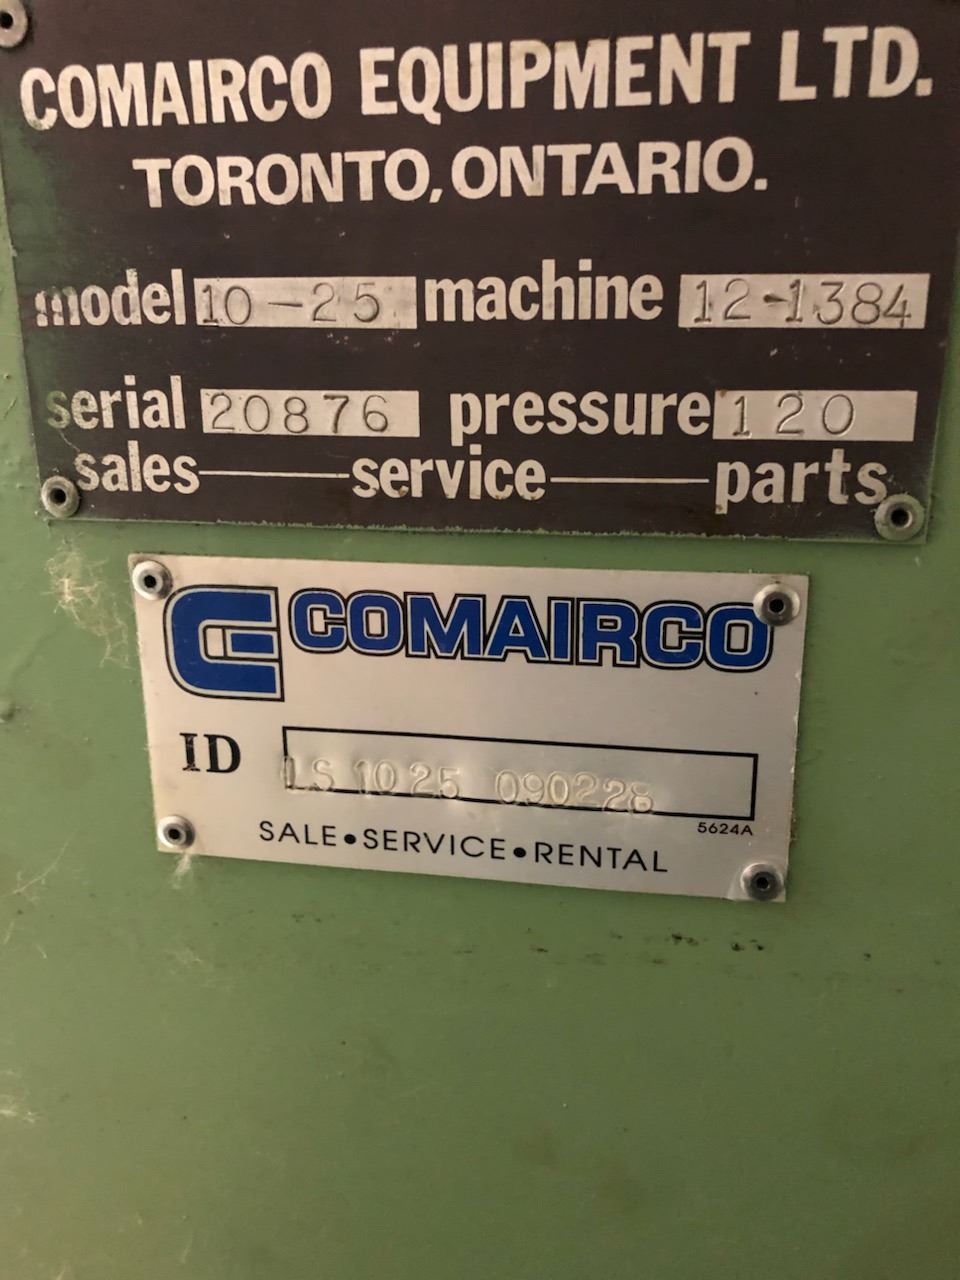 COMAIRCO EQUIPMENT LTD.
TORONTO, ONTARIO.
model 10-25 machine 12-1384
serial 20876 pressure 120
sales service parts
COMAIRCO
ID LS 10 25 090228
5624A
SALE•SERVICE•RENTAL